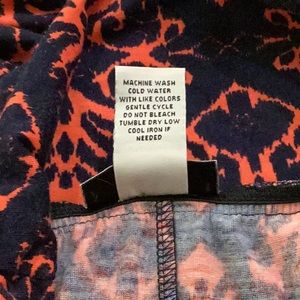 MACHINE WASH
COLD WATER
WITH LIKE COLORS
GENTLE CYCLE
DO NOT BLEACH
TUMBLE DRY LOW
COOL IRON IF
NEEDED